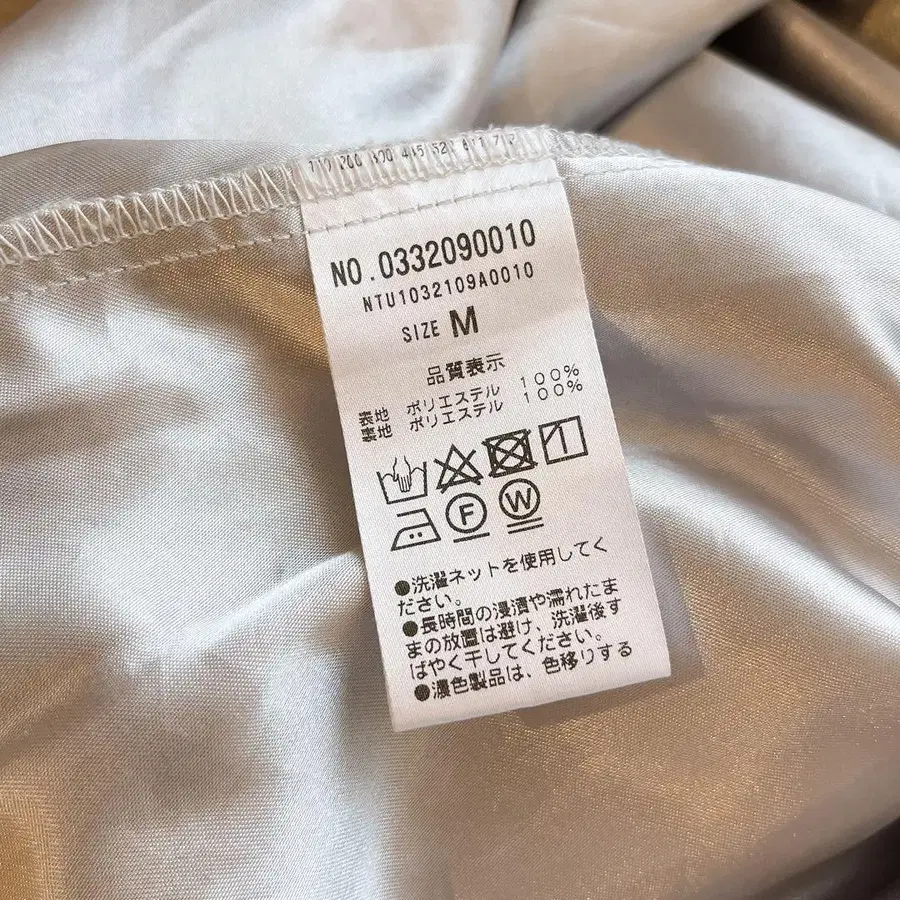 NO.0332090010
NTU1032109A0010
SIZE M
品質表示
表地 ポリエステル 100%
裏地 ポリエステル 100%
F W
●洗濯ネットを使用してく
ださい。
●長時間の浸漬や濡れたま
まの放置は避け、洗濯後す
ばやく干してください。
●濃色製品は、色移りする